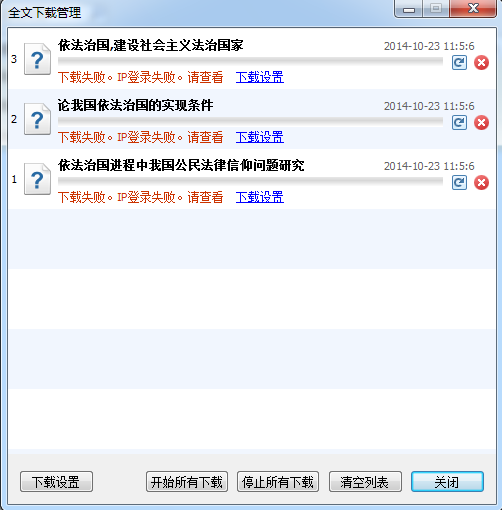 全文下载管理
3
依法治国,建设社会主义法治国家 2014-10-23 11:5:6
下载失败。IP登录失败。请查看 下载设置
2
论我国依法治国的实现条件 2014-10-23 11:5:6
下载失败。IP登录失败。请查看 下载设置
1
依法治国进程中我国公民法律信仰问题研究 2014-10-23 11:5:6
下载失败。IP登录失败。请查看 下载设置
下载设置 开始所有下载 停止所有下载 清空列表 关闭